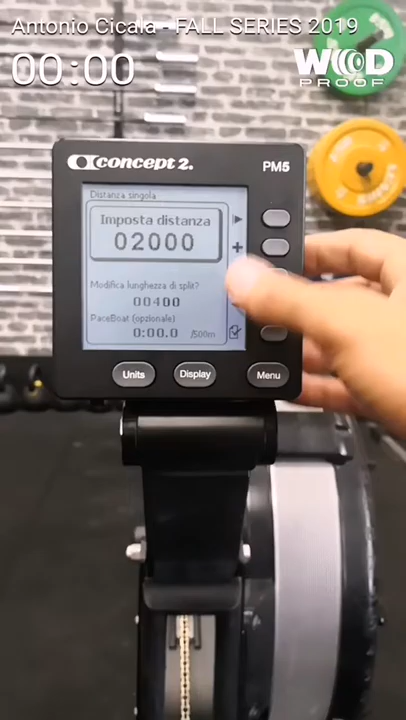 Antonio Cicala - FALL SERIES 2019
00:00
WOD
PROOF
concept 2.
PM5
Distanza singola
Imposta distanza
02000
Modifica lunghezza di split?
00400
PaceBoat (opzionale)
0:00.0 /500m
Units
Display
Menu